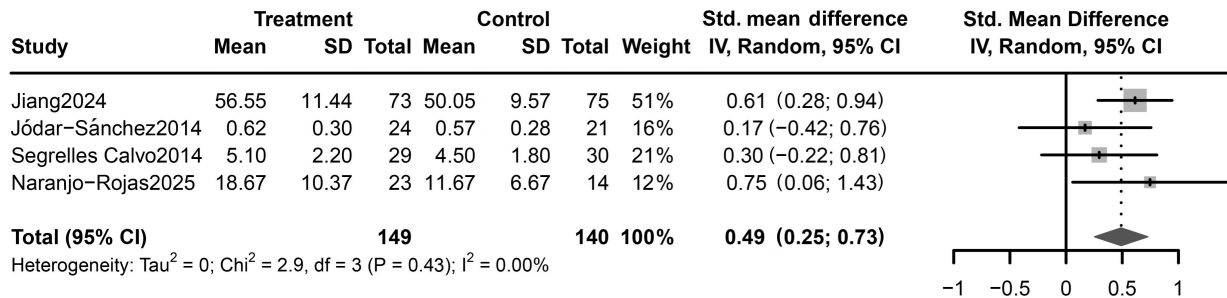 Treatment Control Std. mean difference Std. Mean Difference
Study Mean SD Total Mean SD Total Weight IV, Random, 95% CI IV, Random, 95% CI
Jiang2024 56.55 11.44 73 50.05 9.57 75 51% 0.61 (0.28; 0.94)
Jódar−Sánchez2014 0.62 0.30 24 0.57 0.28 21 16% 0.17 (−0.42; 0.76)
Segrelles Calvo2014 5.10 2.20 29 4.50 1.80 30 21% 0.30 (−0.22; 0.81)
Naranjo−Rojas2025 18.67 10.37 23 11.67 6.67 14 12% 0.75 (0.06; 1.43)
Total (95% CI) 149 140 100% 0.49 (0.25; 0.73)
Heterogeneity: Tau² = 0; Chi² = 2.9, df = 3 (P = 0.43); I² = 0.00%
−1 −0.5 0 0.5 1